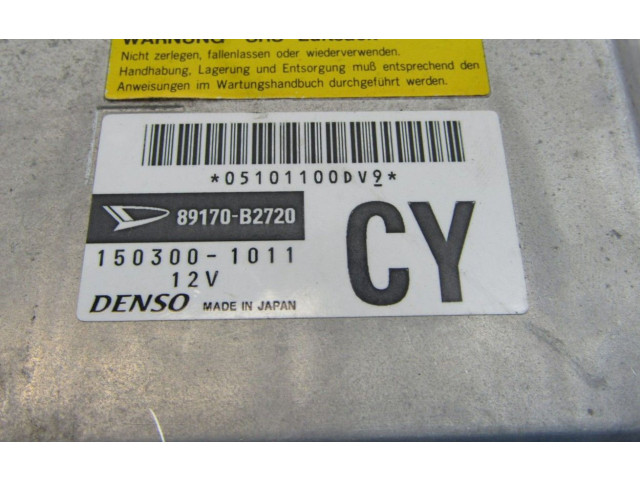 WARNUNG
Nicht zerlegen, fallenlassen oder wiederverwenden.
Handhabung, Lagerung und Entsorgung muß entsprechend den
Anweisungen im Wartungshandbuch durchgeführt werden.
*05101100DV9*
89170-B2720
150300-1011
12V
CY
DENSO MADE IN JAPAN